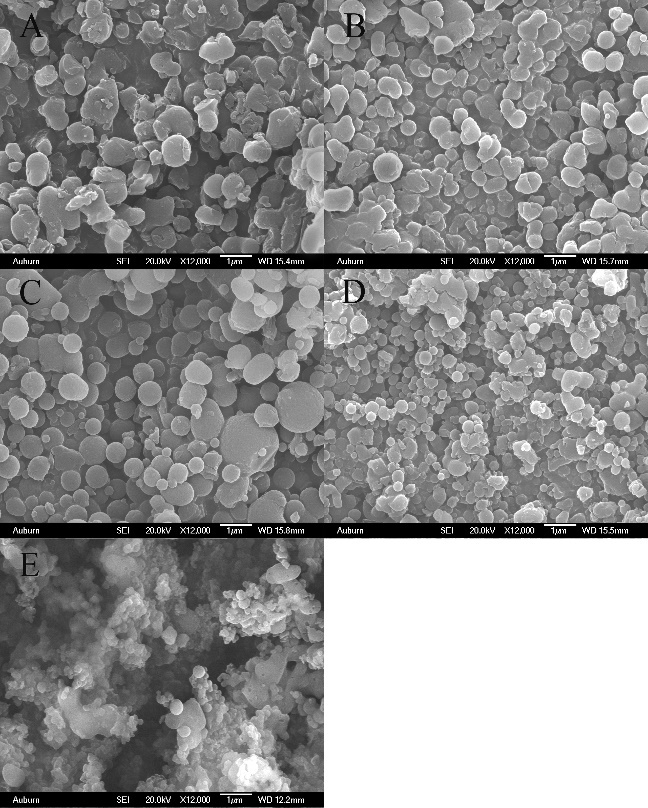 A
B
Auburn SEI 20.0kV X12,000 1µm WD 15.4mm
Auburn SEI 20.0kV X12,000 1µm WD 15.7mm
C
D
Auburn SEI 20.0kV X12,000 1µm WD 15.6mm
Auburn SEI 20.0kV X12,000 1µm WD 15.5mm
E
Auburn SEI 20.0kV X12,000 1µm WD 12.2mm